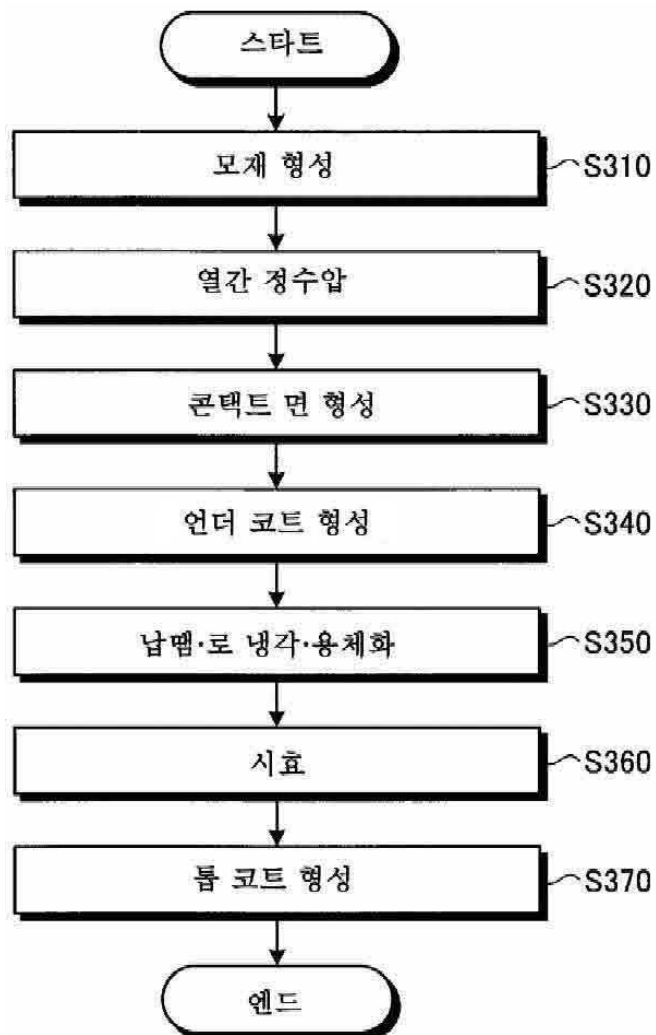 스타트
모재 형성 S310
열간 정수압 S320
콘택트 면 형성 S330
언더 코트 형성 S340
납땜·로 냉각·용체화 S350
시효 S360
톱 코트 형성 S370
엔드